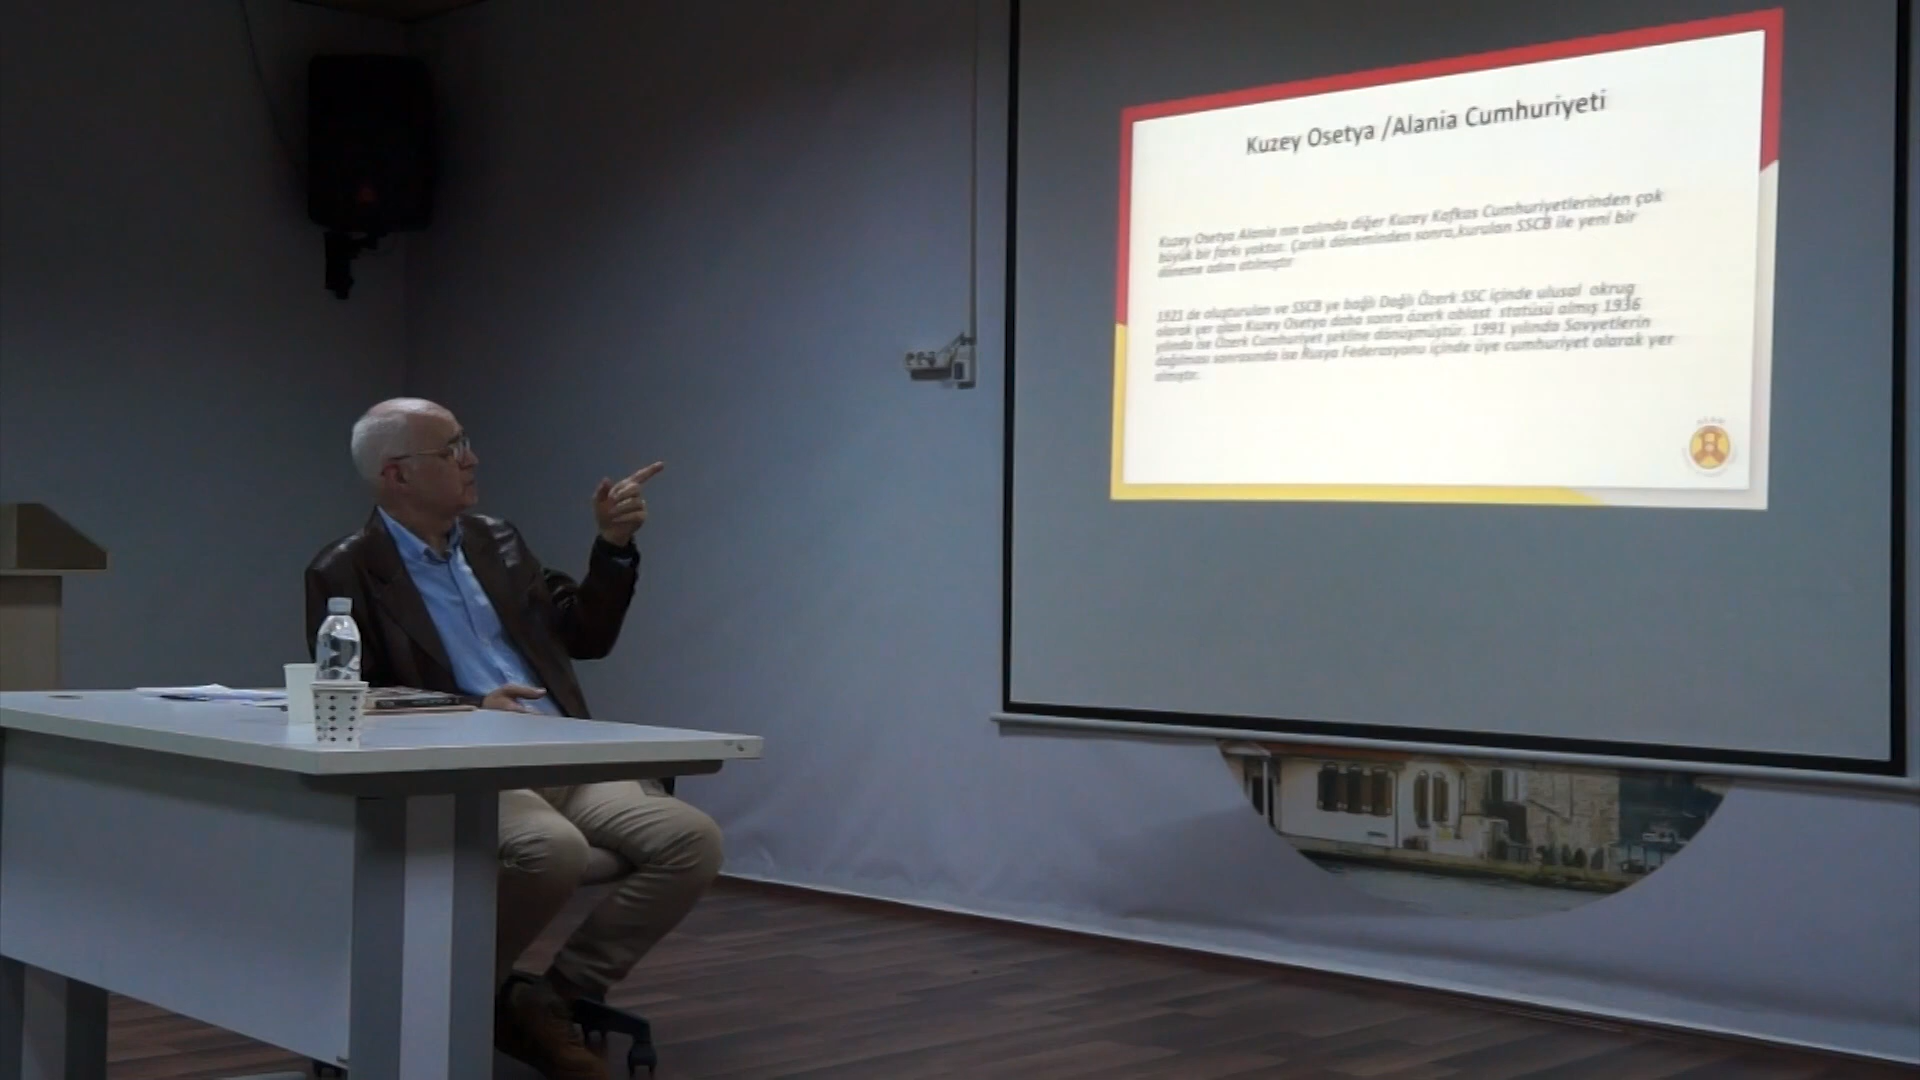 Kuzey Osetya /Alania Cumhuriyeti
Kuzey Osetya Alania nın aslında diğer Kuzey Kafkas Cumhuriyetlerinden çok
büyük bir farkı yoktur. Çarlık döneminden sonra,kurulan SSCB ile yeni bir
döneme adım atılmıştır
1921 de oluşturulan ve SSCB ye bağlı Dağlı Özerk SSC içinde ulusal okrug
olarak yer alan Kuzey Osetya daha sonra özerk oblast statüsü almış 1936
yılında ise Özerk Cumhuriyet şekline dönüşmüştür. 1991 yılında Sovyetlerin
dağılması sonrasında ise Rusya Federasyonu içinde üye cumhuriyet olarak yer
almıştır.